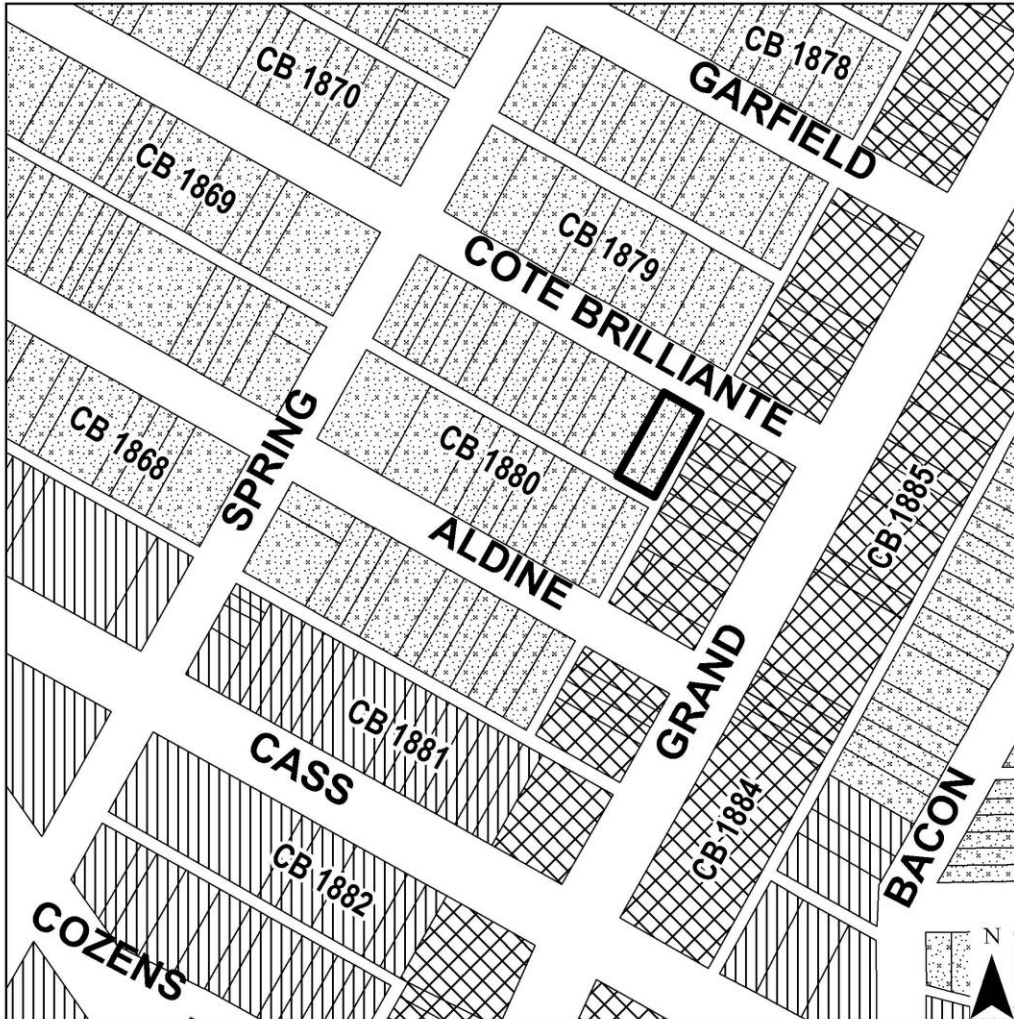 CB 1878
CB 1870
GARFIELD
CB 1869
CB 1879
COTE BRILLIANTE
CB 1868
SPRING
CB 1880
CB 1885
ALDINE
GRAND
CB 1881
CASS
CB 1884
BACON
CB 1882
COZENS
N